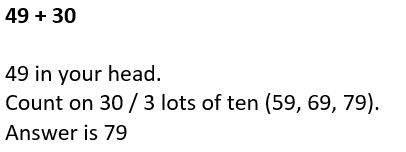 49 + 30
49 in your head.
Count on 30 / 3 lots of ten (59, 69, 79).
Answer is 79